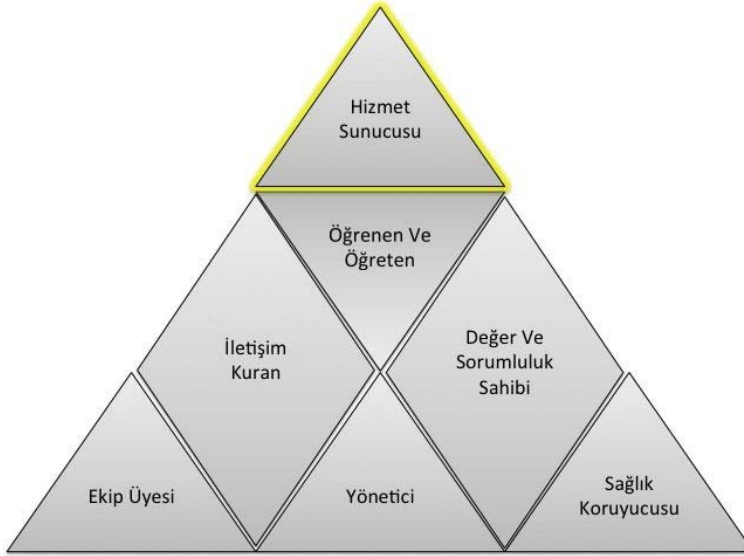 Hizmet
Sunucusu
Öğrenen Ve
Öğreten
İletişim
Kuran
Değer Ve
Sorumluluk
Sahibi
Ekip Üyesi
Yönetici
Sağlık
Koruyucusu